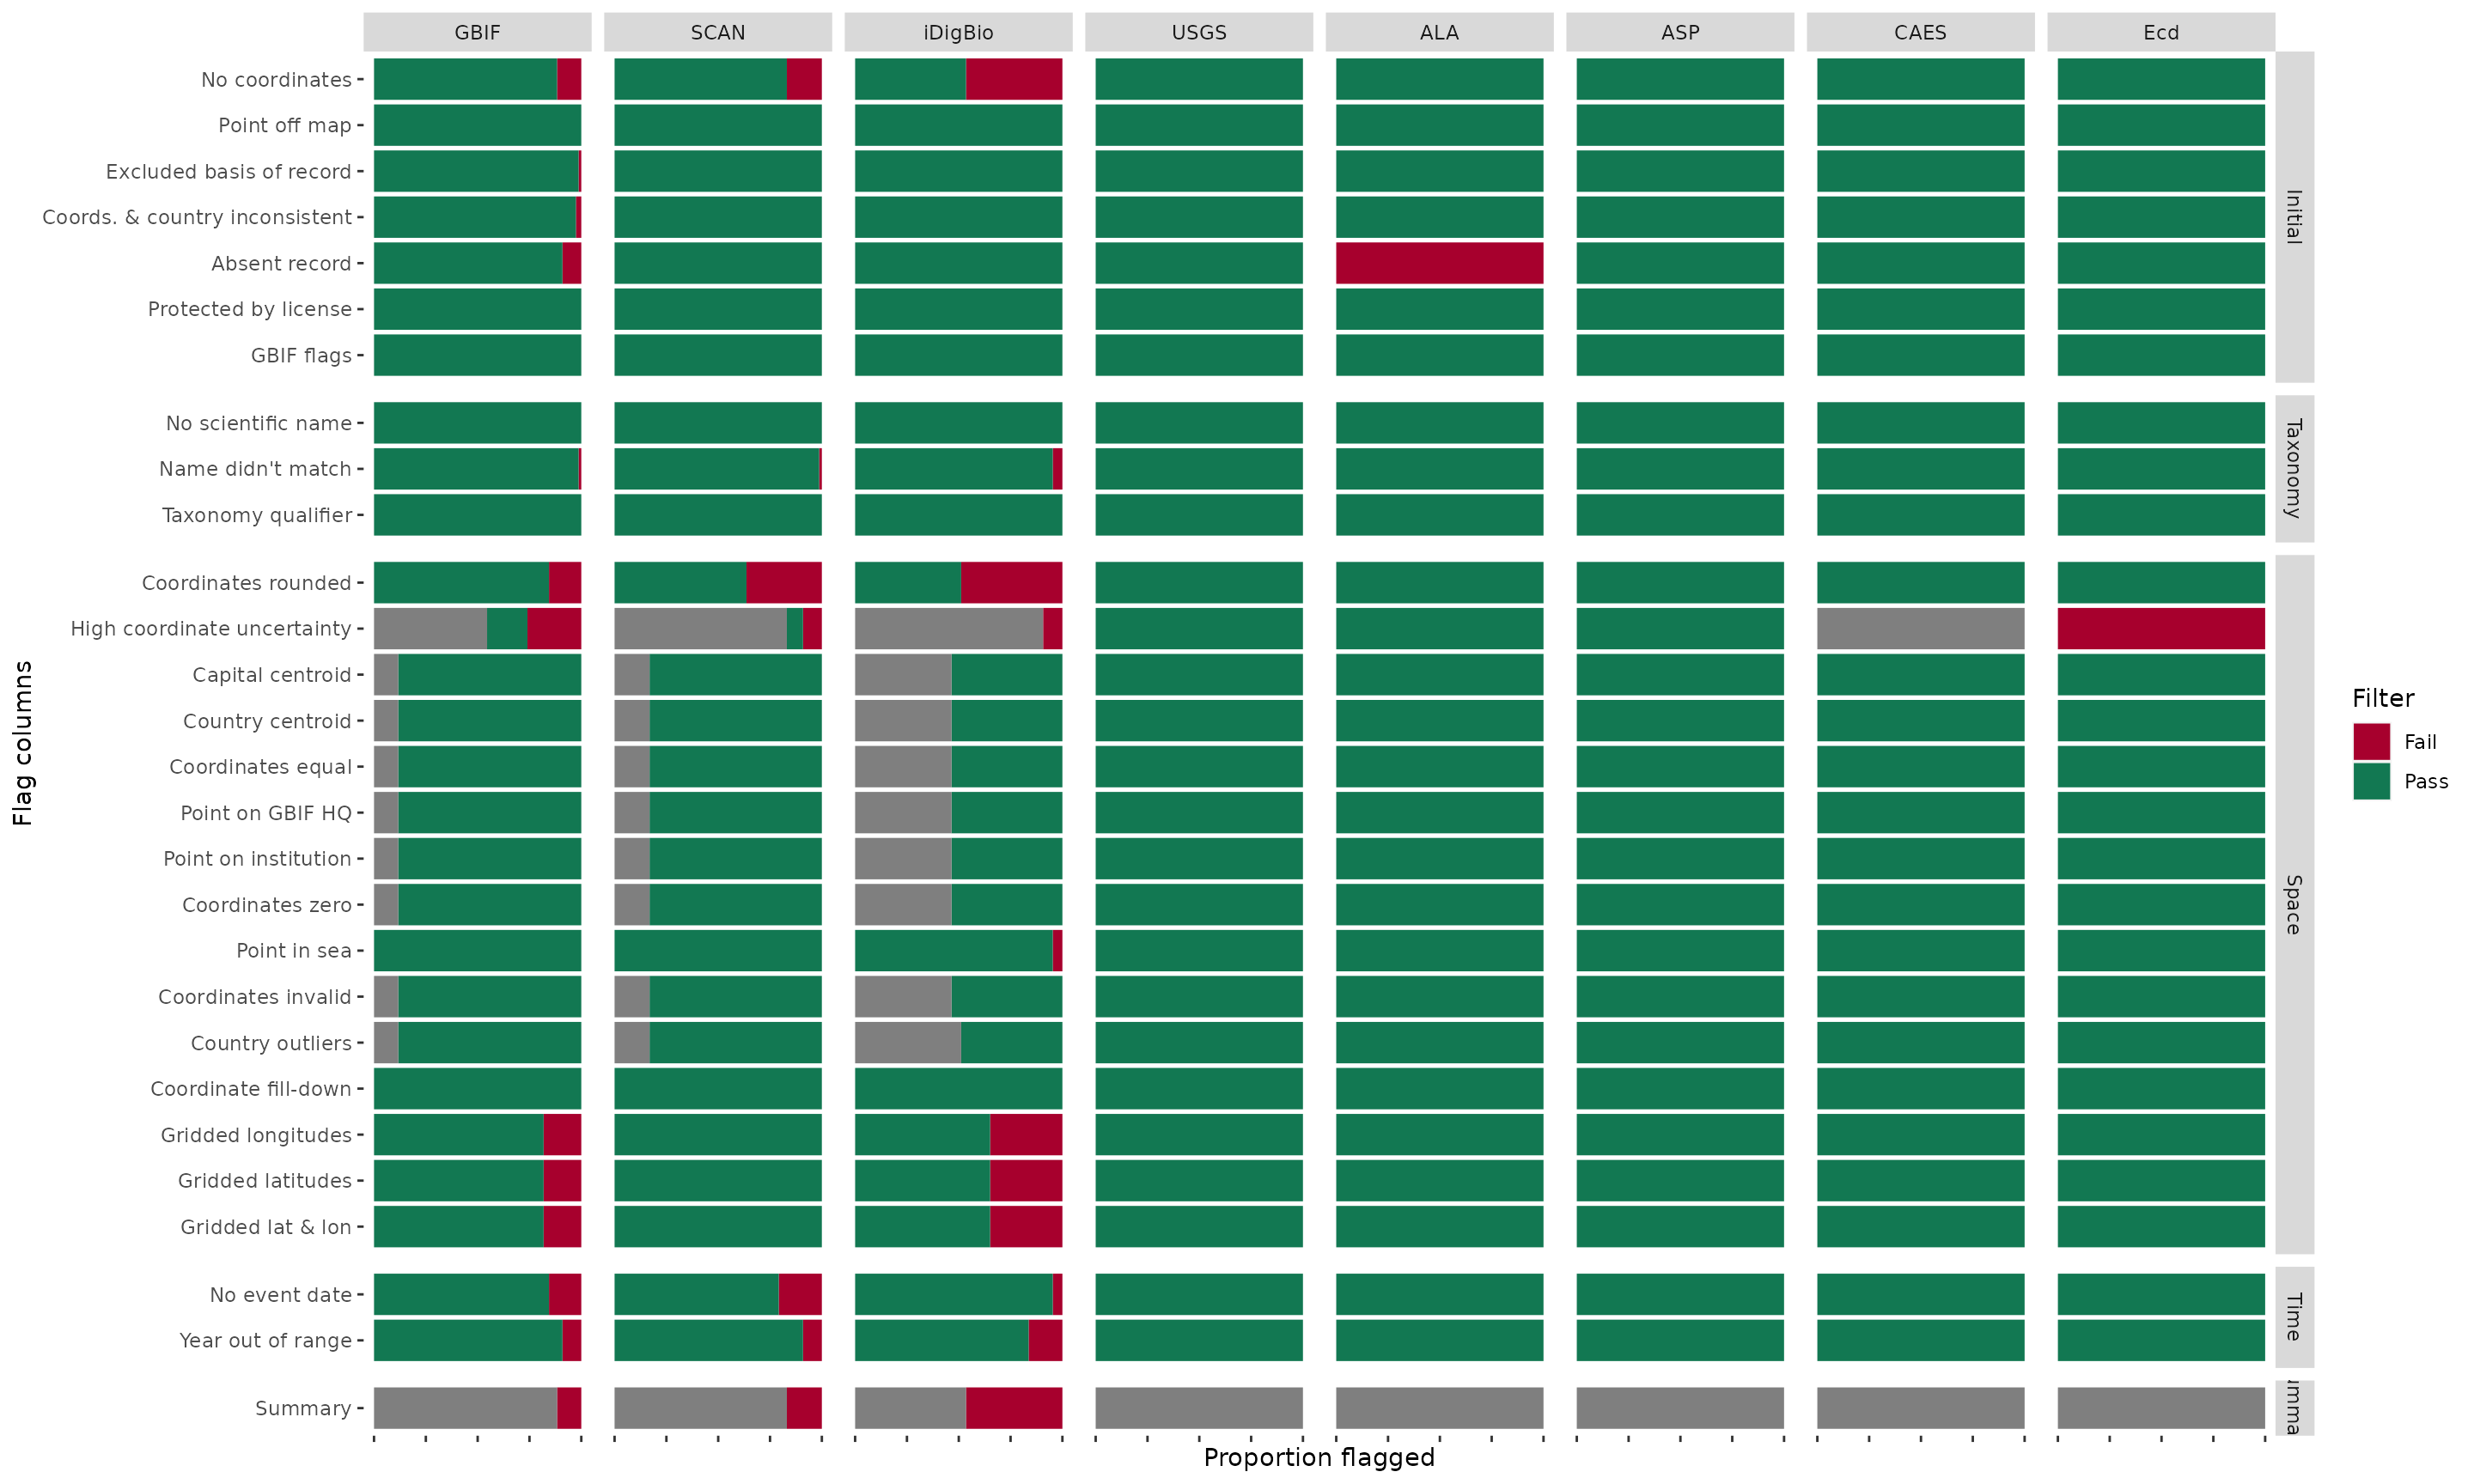 GBIF SCAN iDigBio USGS ALA ASP CAES Ecd
No coordinates
Point off map
Excluded basis of record
Coords. & country inconsistent
Absent record
Protected by license
GBIF flags
Initial
No scientific name
Name didn't match
Taxonomy qualifier
Taxonomy
Coordinates rounded
High coordinate uncertainty
Capital centroid
Country centroid
Coordinates equal
Point on GBIF HQ
Point on institution
Coordinates zero
Point in sea
Coordinates invalid
Country outliers
Coordinate fill-down
Gridded longitudes
Gridded latitudes
Gridded lat & lon
Space
No event date
Year out of range
Time
Summary
Flag columns
Proportion flagged
Filter
Fail
Pass